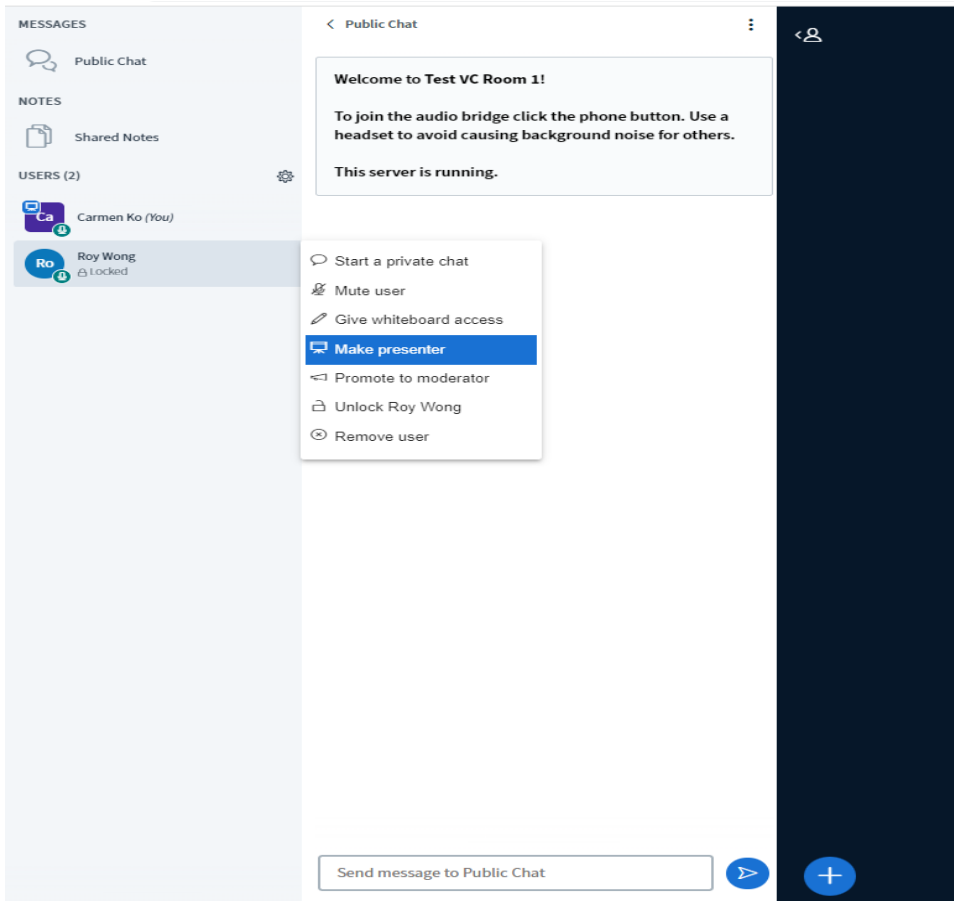 MESSAGES
Public Chat
NOTES
Shared Notes
USERS (2)
Ca
Carmen Ko (You)
Ro
Roy Wong
Locked
Public Chat
Welcome to Test VC Room 1!
To join the audio bridge click the phone button. Use a
headset to avoid causing background noise for others.
This server is running.
Start a private chat
Mute user
Give whiteboard access
Make presenter
Promote to moderator
Unlock Roy Wong
Remove user
Send message to Public Chat